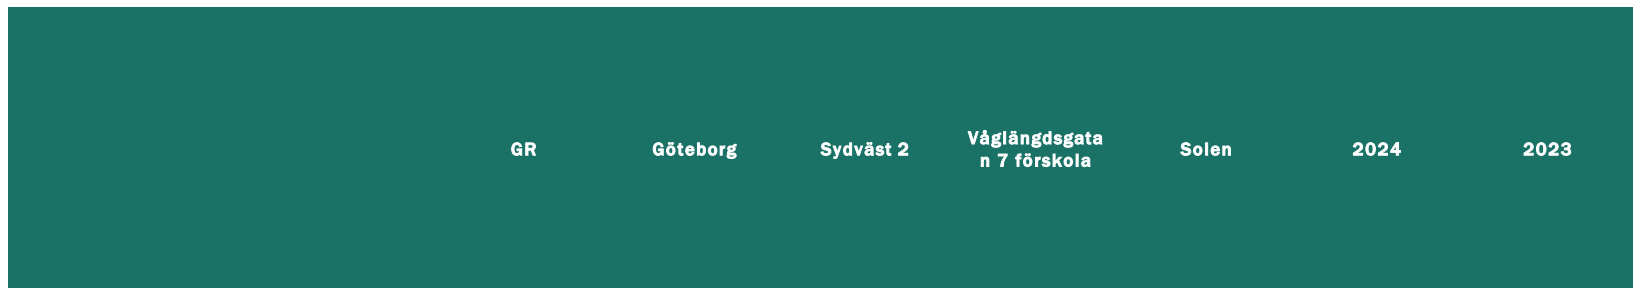 GR
Göteborg
Sydväst 2
Våglängdsgata
n 7 förskola
Solen
2024
2023